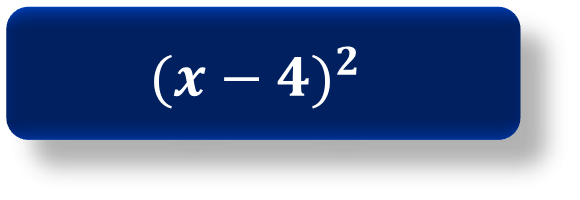 (x − 4)²